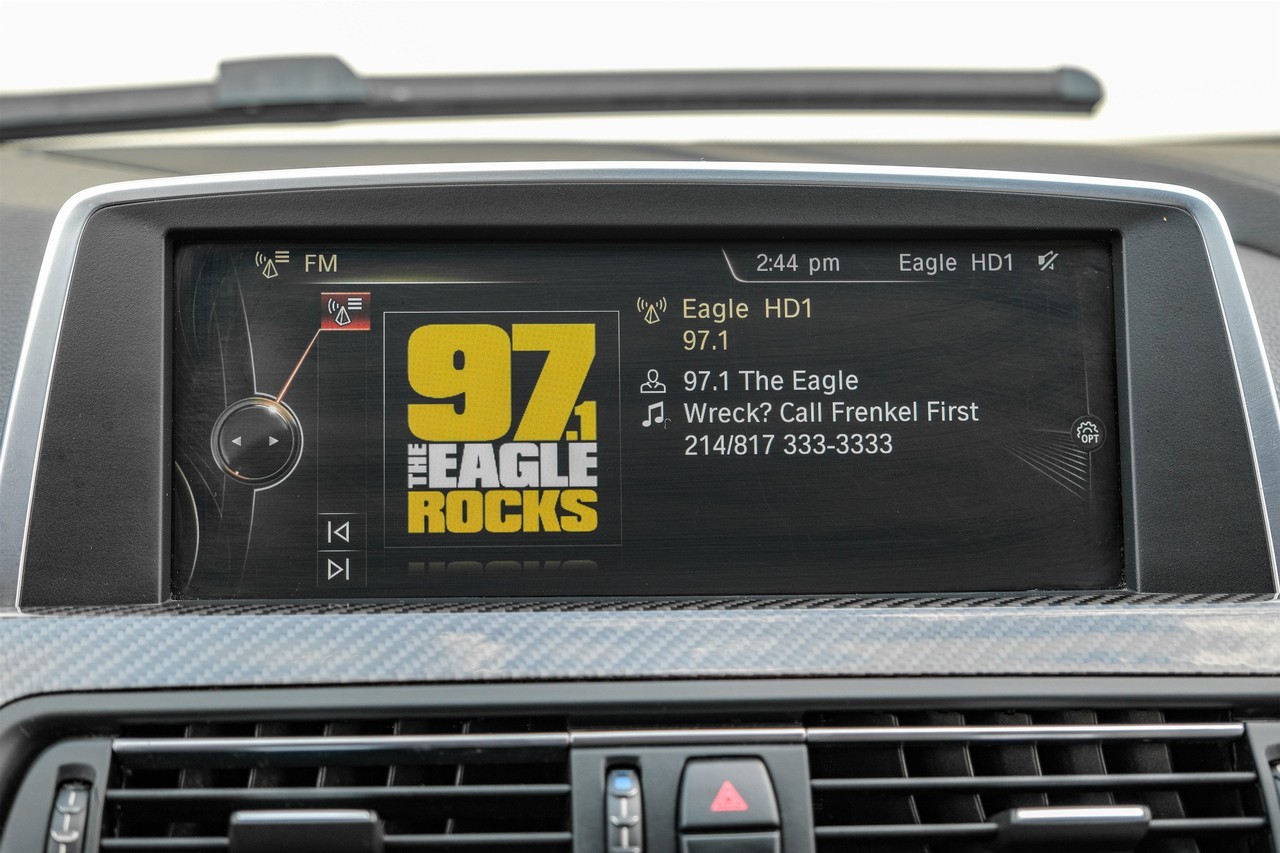 FM
2:44 pm
Eagle HD1
97.1
THE EAGLE
ROCKS
Eagle HD1
97.1
97.1 The Eagle
Wreck? Call Frenkel First
214/817 333-3333
OPT